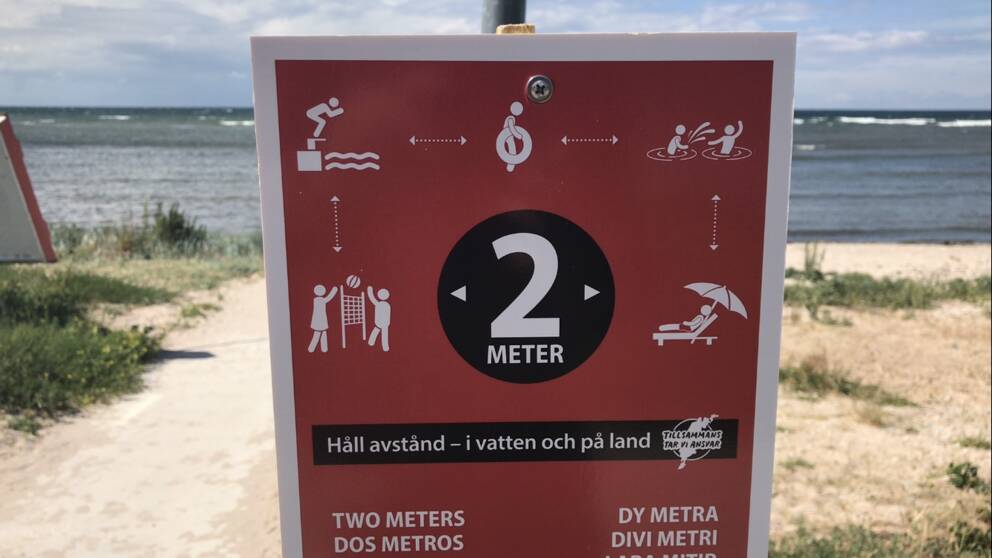 2
METER
Håll avstånd – i vatten och på land
TILLSAMMANS
TAR VI ANSVAR
TWO METERS
DOS METROS
DY METRA
DIVI METRI